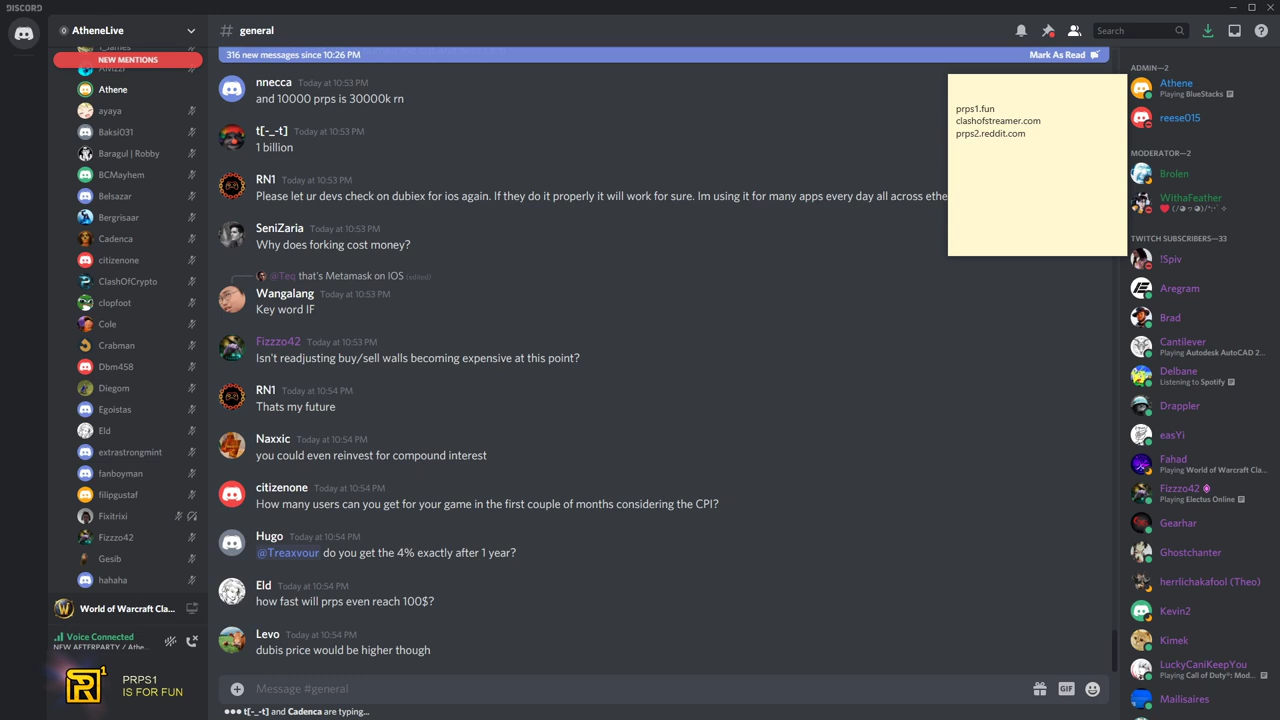 DISCORD
AtheneLive
general
Search
316 new messages since 10:26 PM
Mark As Read
NEW MENTIONS
Athene
ayaya
Baksi031
Baragul | Robby
BCMayhem
Belsazar
Bergrisaar
Cadenca
citizenone
ClashOfCrypto
clopfoot
Cole
Crabman
Dbm458
Diegom
Egoistas
Eld
extrastrongmint
fanboyman
filipgustaf
Fixitrixi
Fizzzo42
Gesib
hahaha
World of Warcraft Cla...
Voice Connected
NEW AFTERPARTY / Athe...
PRPS1
IS FOR FUN
nnecca Today at 10:53 PM
and 10000 prps is 30000k rn
t[-_-t] Today at 10:53 PM
1 billion
RN1 Today at 10:53 PM
Please let ur devs check on dubiex for ios again. If they do it properly it will work for sure. Im using it for many apps every day all across ethe
SeniZaria Today at 10:53 PM
Why does forking cost money?
@Teq that's Metamask on IOS (edited)
Wangalang Today at 10:53 PM
Key word IF
Fizzzo42 Today at 10:53 PM
Isn't readjusting buy/sell walls becoming expensive at this point?
RN1 Today at 10:54 PM
Thats my future
Naxxic Today at 10:54 PM
you could even reinvest for compound interest
citizenone Today at 10:54 PM
How many users can you get for your game in the first couple of months considering the CPI?
Hugo Today at 10:54 PM
@Treaxvour do you get the 4% exactly after 1 year?
Eld Today at 10:54 PM
how fast will prps even reach 100$?
Levo Today at 10:54 PM
dubis price would be higher though
Message #general
GIF
t[-_-t] and Cadenca are typing...
prps1.fun
clashofstreamer.com
prps2.reddit.com
ADMIN—2
Athene
Playing BlueStacks
reese015
MODERATOR—2
Brolen
WithaFeather
TWITCH SUBSCRIBERS—33
!Spiv
Aregram
Brad
Cantilever
Playing Autodesk AutoCAD 2...
Delbane
Listening to Spotify
Drappler
easYi
Fahad
Playing World of Warcraft Cla...
Fizzzo42
Playing Electus Online
Gearhar
Ghostchanter
herrlichakafool (Theo)
Kevin2
Kimek
LuckyCaniKeepYou
Playing Call of Duty®: Mod...
Mailisaires